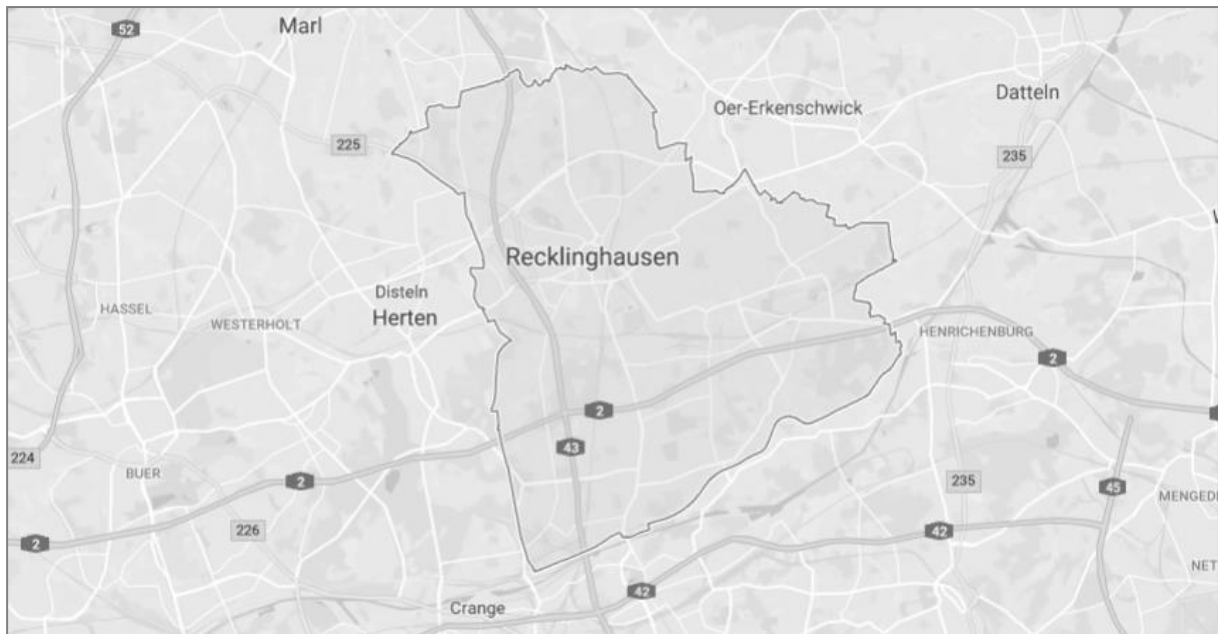 52
Marl
Datteln
Oer-Erkenschwick
225
235
Recklinghausen
Disteln
Herten
HASSEL
WESTERHOLT
HENRICHENBURG
2
2
43
224
BUER
2
235
45
MENGEDE
226
42
2
NET
42
Crange